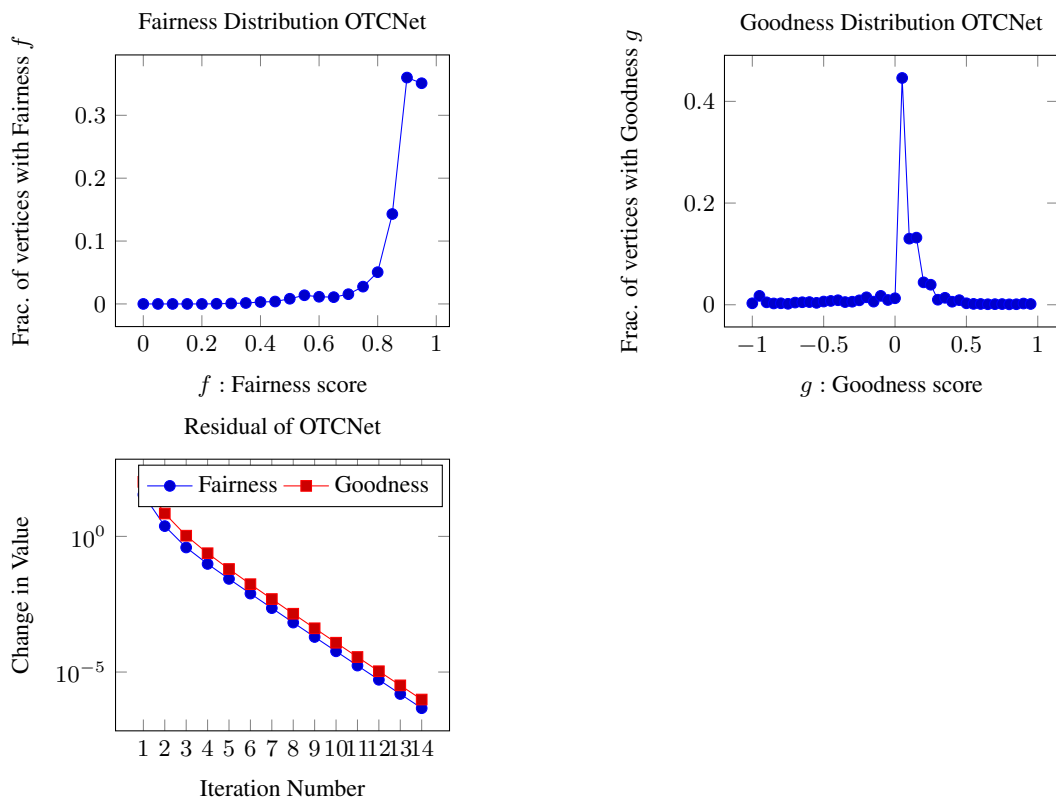 Fairness Distribution OTCNet
Frac. of vertices with Fairness f
0.3
0.2
0.1
0
0 0.2 0.4 0.6 0.8 1
f : Fairness score
Goodness Distribution OTCNet
Frac. of vertices with Goodness g
0.4
0.2
0
−1 −0.5 0 0.5 1
g : Goodness score
Residual of OTCNet
Fairness Goodness
Change in Value
10^0
10^−5
1 2 3 4 5 6 7 8 9 10 11 12 13 14
Iteration Number